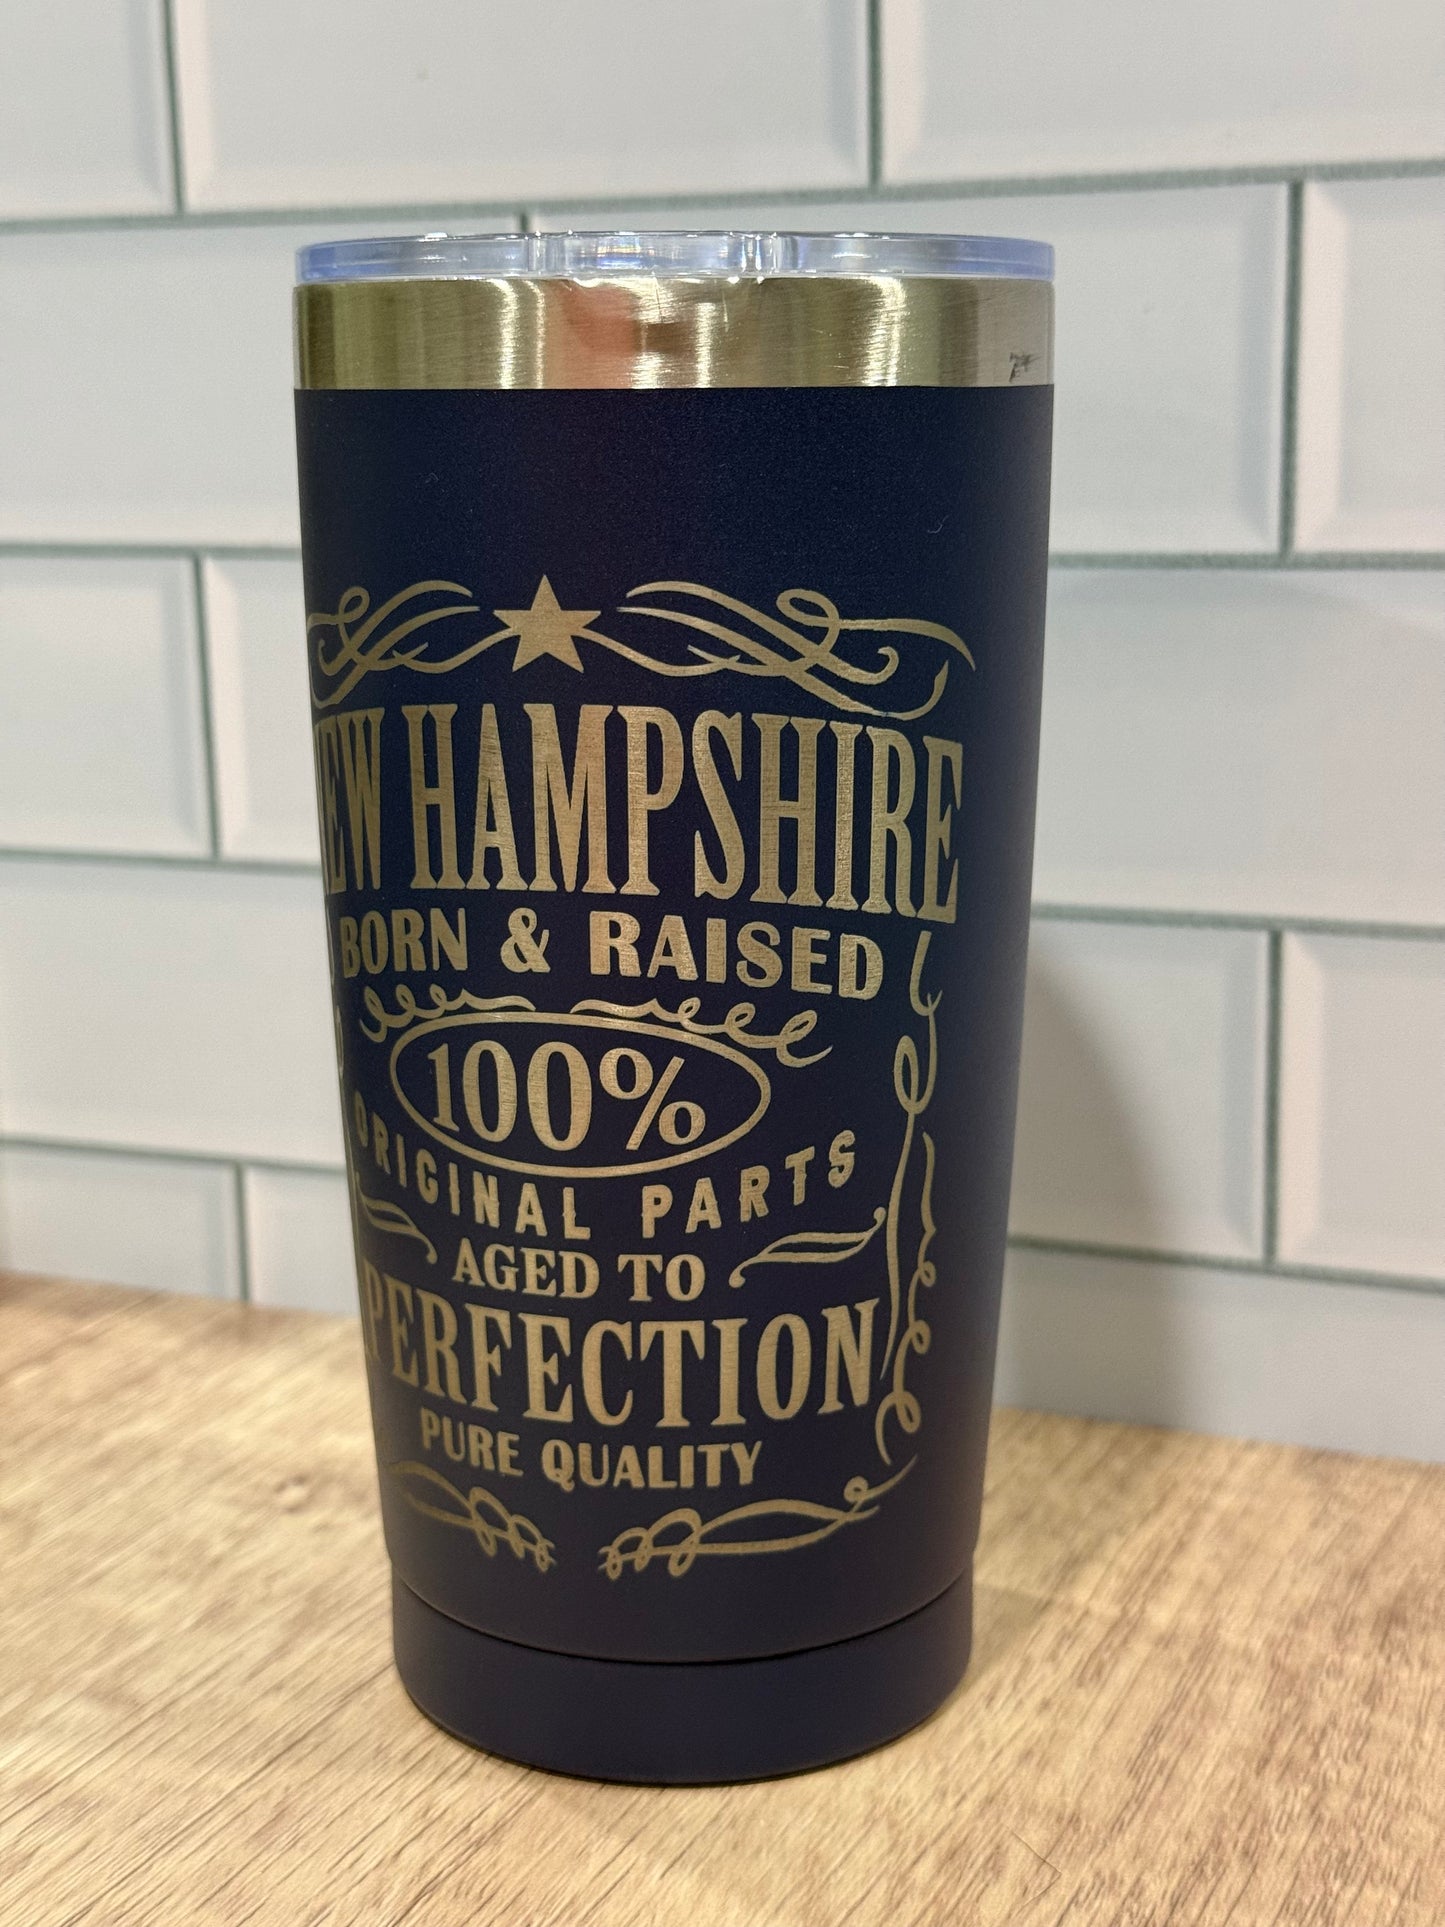 NEW HAMPSHIRE
BORN & RAISED
100%
ORIGINAL PARTS
AGED TO
PERFECTION
PURE QUALITY